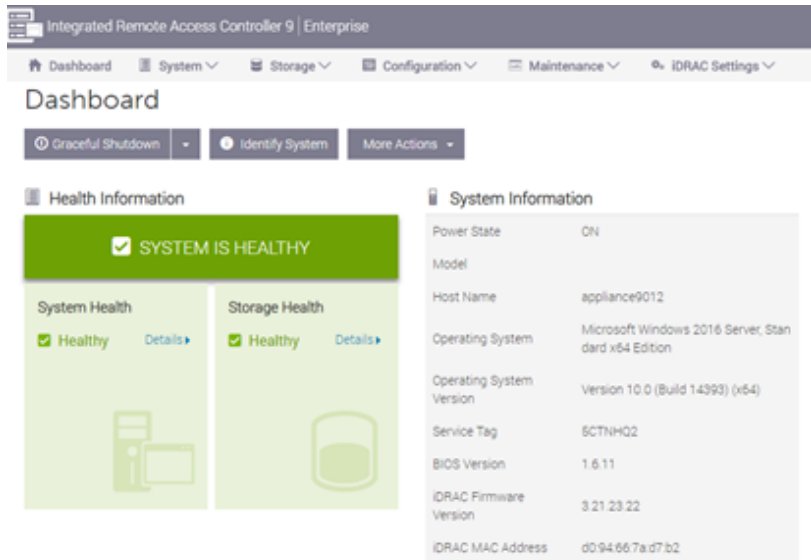 Integrated Remote Access Controller 9 | Enterprise
Dashboard System Storage Configuration Maintenance iDRAC Settings
Dashboard
Graceful Shutdown Identify System More Actions
Health Information
SYSTEM IS HEALTHY
System Health
Healthy Details
Storage Health
Healthy Details
System Information
Power State ON
Model
Host Name appliance9012
Operating System Microsoft Windows 2016 Server, Stan
dard x64 Edition
Operating System
Version Version 10.0 (Build 14393) (x64)
Service Tag 5CTNHQ2
BIOS Version 1.6.11
iDRAC Firmware
Version 3.21.23.22
iDRAC MAC Address d0:94:66:7a:d7:b2